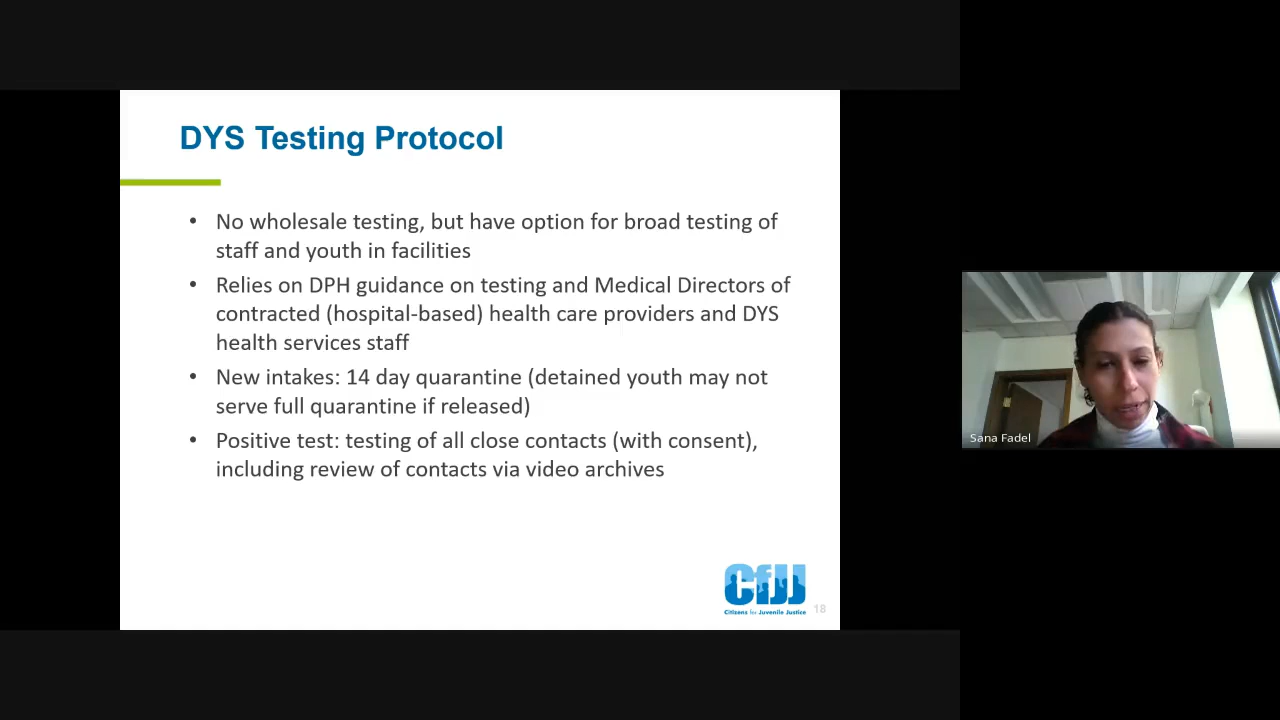 DYS Testing Protocol
• No wholesale testing, but have option for broad testing of
staff and youth in facilities
• Relies on DPH guidance on testing and Medical Directors of
contracted (hospital-based) health care providers and DYS
health services staff
• New intakes: 14 day quarantine (detained youth may not
serve full quarantine if released)
• Positive test: testing of all close contacts (with consent),
including review of contacts via video archives
CfJJ
Citizens for Juvenile Justice
18
Sana Fadel